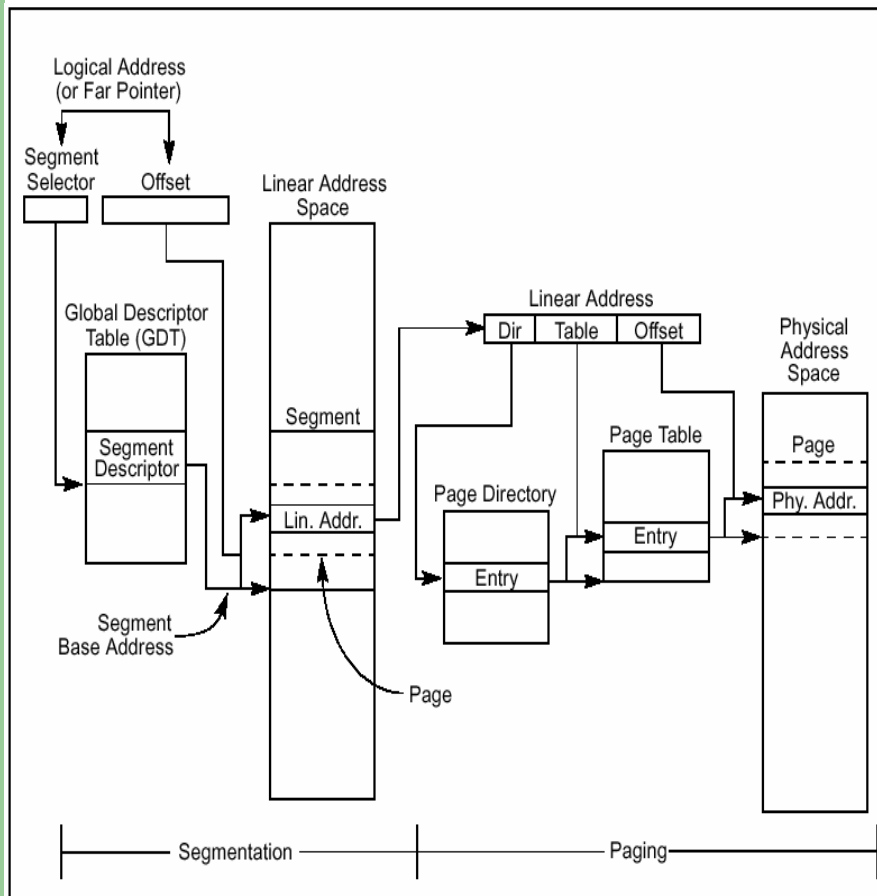 Logical Address
(or Far Pointer)
Segment
Selector
Offset
Linear Address
Space
Global Descriptor
Table (GDT)
Segment
Descriptor
Segment
Lin. Addr.
Segment
Base Address
Page
Linear Address
Dir
Table
Offset
Page Directory
Entry
Page Table
Entry
Physical
Address
Space
Page
Phy. Addr.
Segmentation
Paging